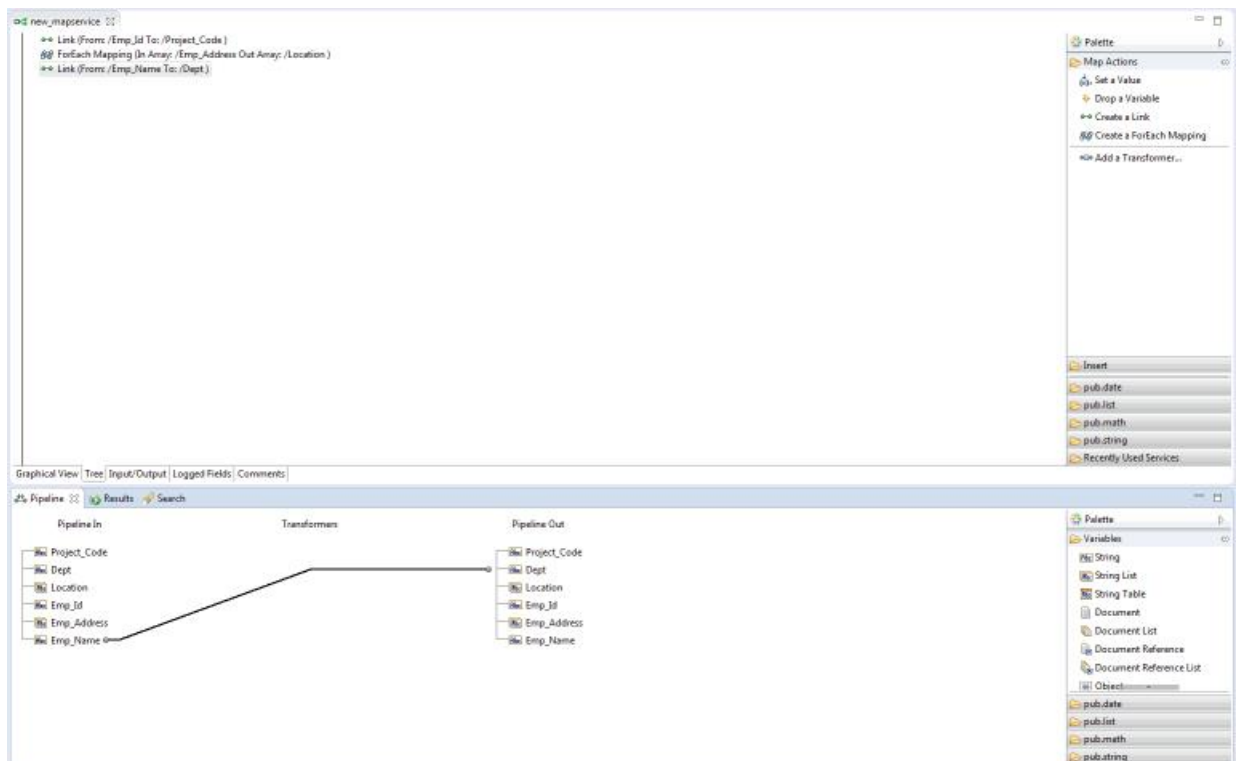 new_mapservice
Link (From: /Emp_Id To: /Project_Code )
ForEach Mapping (In Array: /Emp_Address Out Array: /Location )
Link (From: /Emp_Name To: /Dept )
Palette
Map Actions
Set a Value
Drop a Variable
Create a Link
Create a ForEach Mapping
Add a Transformer...
Insert
pub.date
pub.list
pub.math
pub.string
Recently Used Services
Graphical View Tree Input/Output Logged Fields Comments
Pipeline Results Search
Pipeline In Transformers Pipeline Out
Project_Code Project_Code
Dept Dept
Location Location
Emp_Id Emp_Id
Emp_Address Emp_Address
Emp_Name Emp_Name
Palette
Variables
String
String List
String Table
Document
Document List
Document Reference
Document Reference List
Object
pub.date
pub.list
pub.math
pub.string